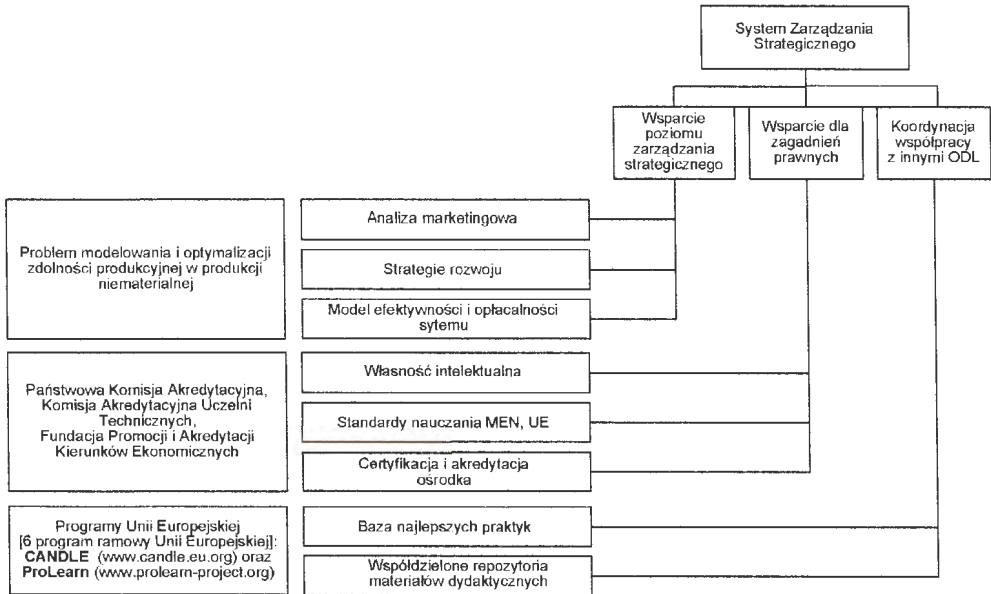 System Zarządzania
Strategicznego
Wsparcie
poziomu
zarządzania
strategicznego
Wsparcie dla
zagadnień
prawnych
Koordynacja
współpracy
z innymi ODL
Problem modelowania i optymalizacji
zdolności produkcyjnej w produkcji
niematerialnej
Analiza marketingowa
Strategie rozwoju
Model efektywności i opłacalności
sytemu
Państwowa Komisja Akredytacyjna,
Komisja Akredytacyjna Uczelni
Technicznych,
Fundacja Promocji i Akredytacji
Kierunków Ekonomicznych
Własność intelektualna
Standardy nauczania MEN, UE
Certyfikacja i akredytacja
ośrodka
Programy Unii Europejskiej
[6 program ramowy Unii Europejskiej]:
CANDLE (www.candle.eu.org) oraz
ProLearn (www.prolearn-project.org)
Baza najlepszych praktyk
Współdzielone repozytoria
materiałów dydaktycznych